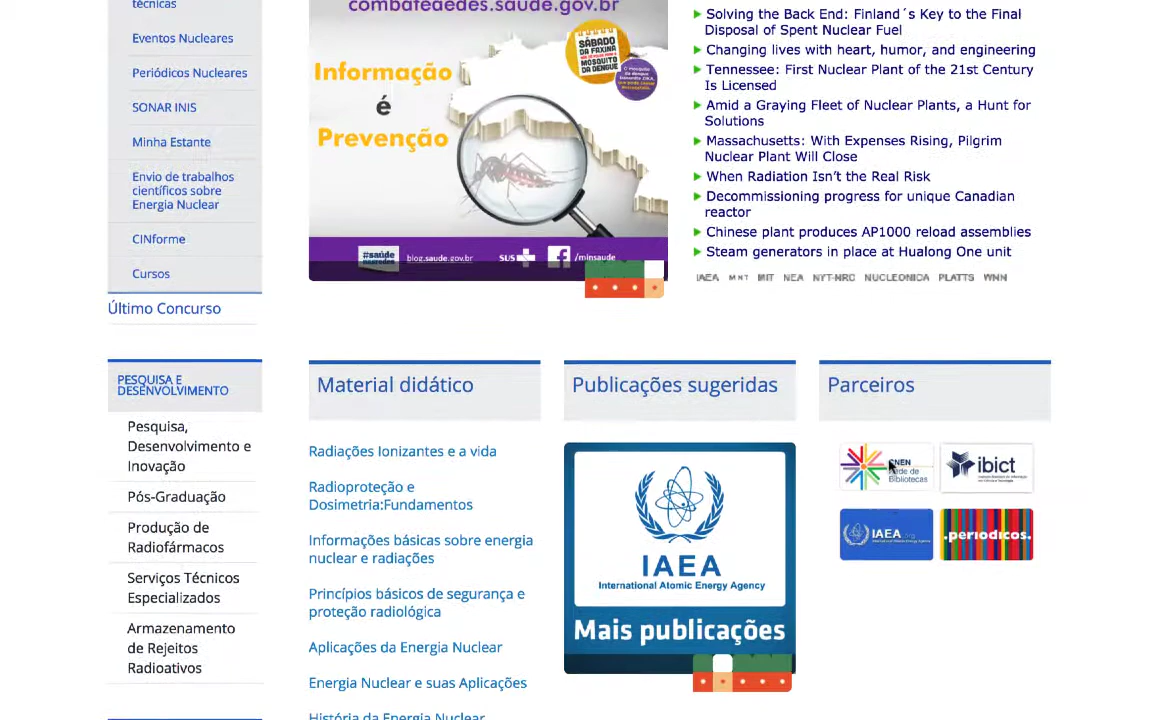 técnicas
Eventos Nucleares
Periódicos Nucleares
SONAR INIS
Minha Estante
Envio de trabalhos
científicos sobre
Energia Nuclear
CINforme
Cursos
Último Concurso
combateaedes.saude.gov.br
Informação
é
Prevenção
SÁBADO
DA FAXINA
MOSQUITO
DA DENGUE
#saúde
blog.saude.gov.br
SUS
/minsaude
Solving the Back End: Finland´s Key to the Final
Disposal of Spent Nuclear Fuel
Changing lives with heart, humor, and engineering
Tennessee: First Nuclear Plant of the 21st Century
Is Licensed
Amid a Graying Fleet of Nuclear Plants, a Hunt for
Solutions
Massachusetts: With Expenses Rising, Pilgrim
Nuclear Plant Will Close
When Radiation Isn’t the Real Risk
Decommissioning progress for unique Canadian
reactor
Chinese plant produces AP1000 reload assemblies
Steam generators in place at Hualong One unit
IAEA MNT MIT NEA NYT-NRC NUCLEONICA PLATTS WNN
PESQUISA E
DESENVOLVIMENTO
Pesquisa,
Desenvolvimento e
Inovação
Pós-Graduação
Produção de
Radiofármacos
Serviços Técnicos
Especializados
Armazenamento
de Rejeitos
Radioativos
Material didático
Radiações Ionizantes e a vida
Radioproteção e
Dosimetria:Fundamentos
Informações básicas sobre energia
nuclear e radiações
Princípios básicos de segurança e
proteção radiológica
Aplicações da Energia Nuclear
Energia Nuclear e suas Aplicações
História da Energia Nuclear
Publicações sugeridas
IAEA
International Atomic Energy Agency
Mais publicações
Parceiros
CNEN
Rede de
Bibliotecas
ibict
IAEA.org
.periodicos.